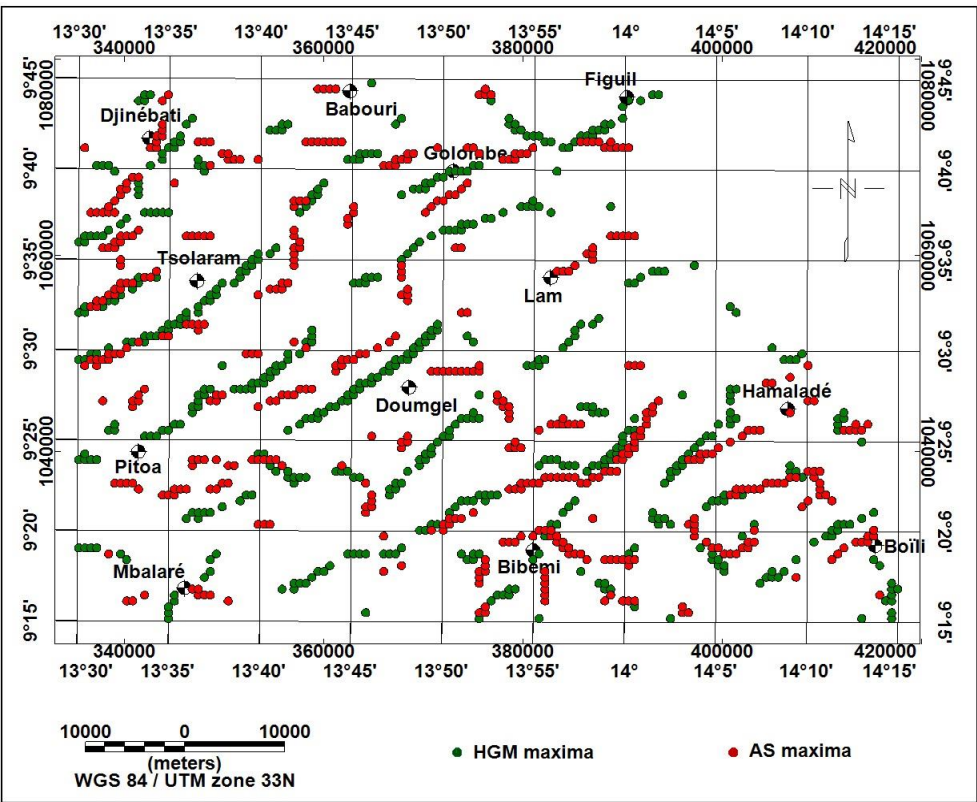 13°30' 13°35' 13°40' 13°45' 13°50' 13°55' 14° 14°5' 14°10' 14°15'
340000 360000 380000 400000 420000
9°45' 9°45'
1080000 1080000
Figuil
Babouri
Djinébati
Golombe
9°40' 9°40'
N
1060000 1060000
9°35' 9°35'
Tsolaram
Lam
9°30' 9°30'
Hamaladé
Doumgel
9°25' 9°25'
1040000 1040000
Pitoa
9°20' 9°20'
Boïli
Bibemi
Mbalaré
9°15' 9°15'
340000 360000 380000 400000 420000
13°30' 13°35' 13°40' 13°45' 13°50' 13°55' 14° 14°5' 14°10' 14°15'
10000 0 10000
(meters)
WGS 84 / UTM zone 33N
HGM maxima
AS maxima